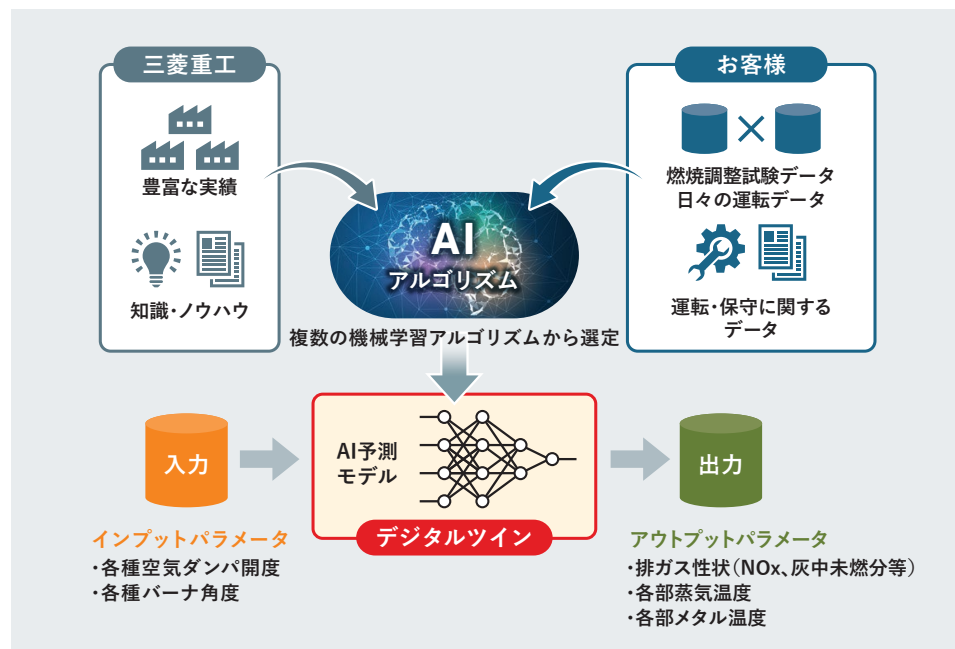 三菱重工
豊富な実績
知識・ノウハウ
お客様
燃焼調整試験データ
日々の運転データ
運転・保守に関する
データ
AI
アルゴリズム
複数の機械学習アルゴリズムから選定
入力
AI予測
モデル
デジタルツイン
出力
インプットパラメータ
・各種空気ダンパ開度
・各種バーナ角度
アウトプットパラメータ
・排ガス性状（NOx、灰中未燃分等）
・各部蒸気温度
・各部メタル温度